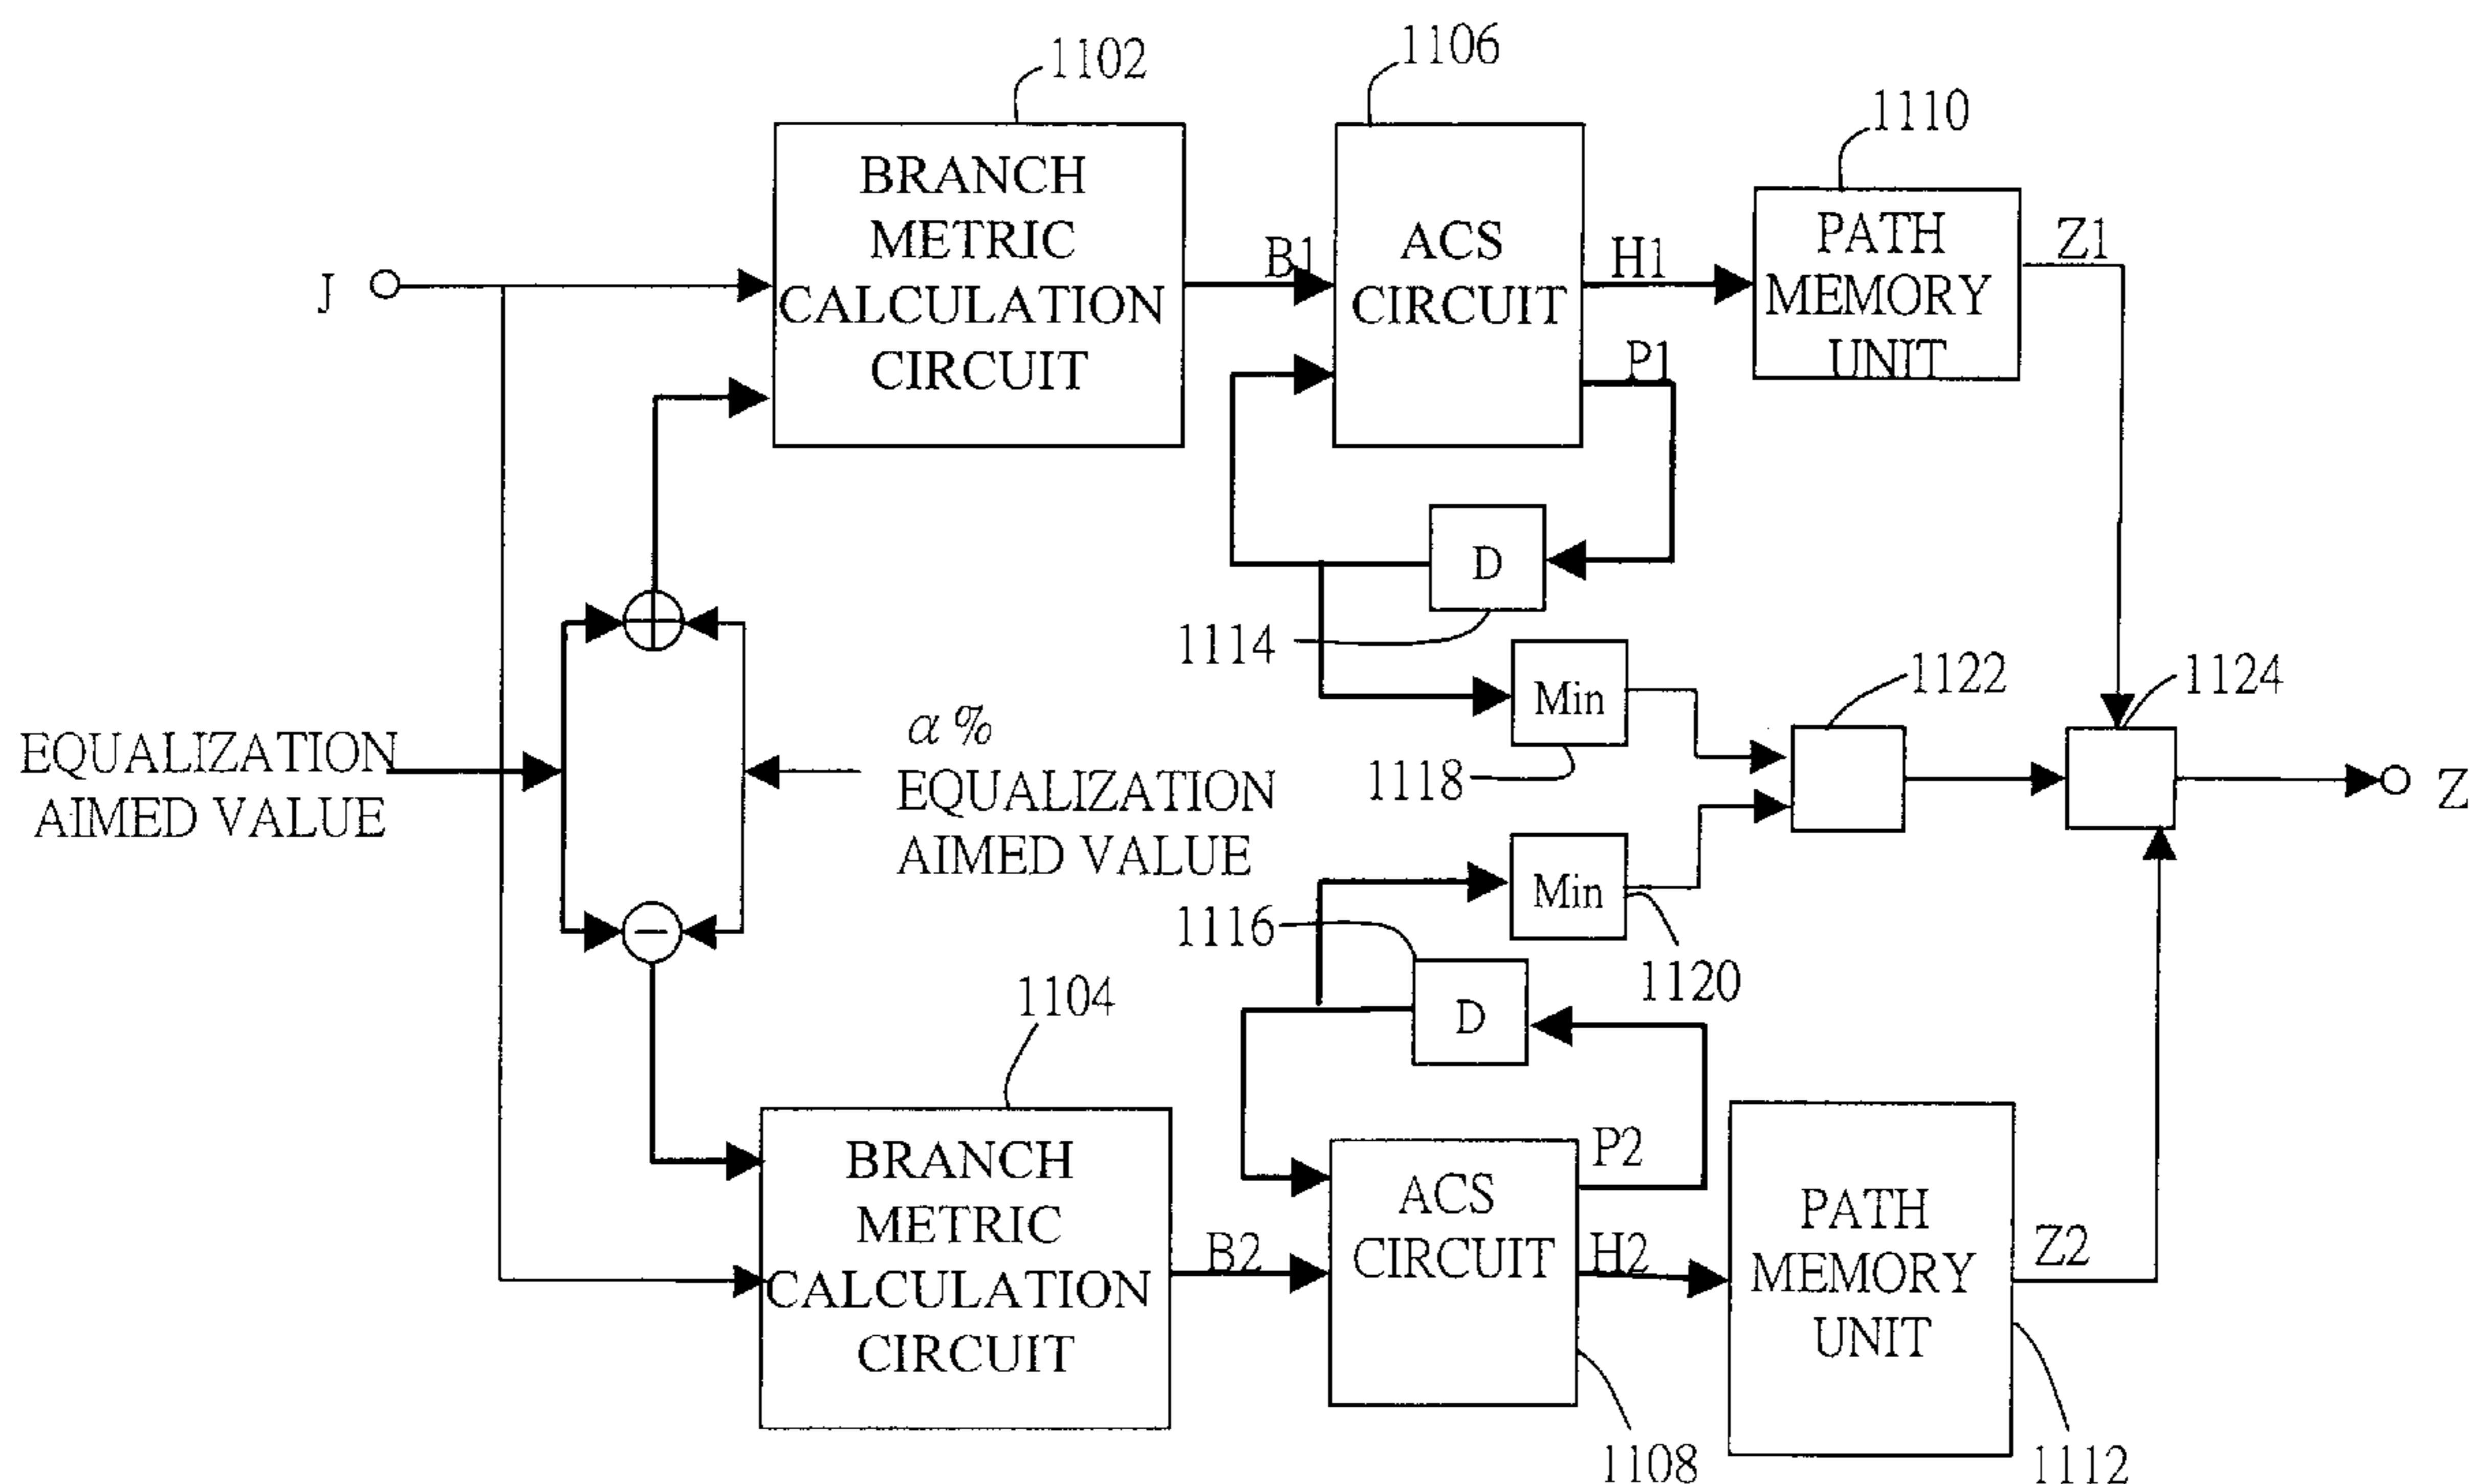 1102
1106
1110
BRANCH
METRIC
CALCULATION
CIRCUIT
ACS
CIRCUIT
PATH
MEMORY
UNIT
J
B1
H1
P1
Z1
D
1114
Min
1118
1122
1124
EQUALIZATION
AIMED VALUE
α %
EQUALIZATION
AIMED VALUE
Z
Min
1120
1116
D
1104
BRANCH
METRIC
CALCULATION
CIRCUIT
B2
ACS
CIRCUIT
P2
H2
PATH
MEMORY
UNIT
Z2
1108
1112